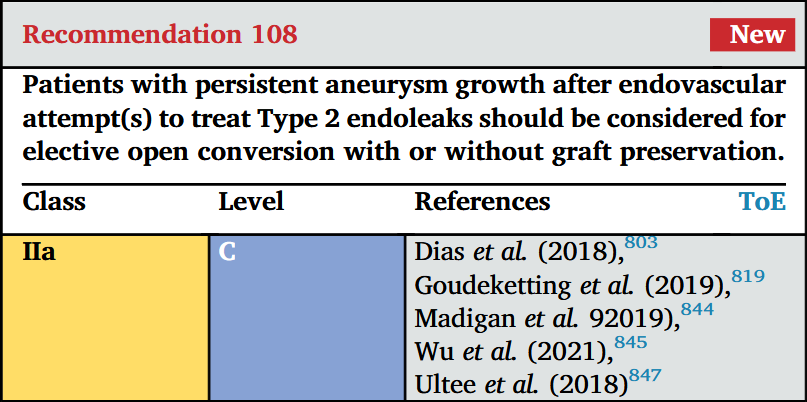 Recommendation 108 New
Patients with persistent aneurysm growth after endovascular
attempt(s) to treat Type 2 endoleaks should be considered for
elective open conversion with or without graft preservation.
Class Level References ToE
IIa C Dias et al. (2018),803
Goudeketting et al. (2019),819
Madigan et al. 92019),844
Wu et al. (2021),845
Ultee et al. (2018)847